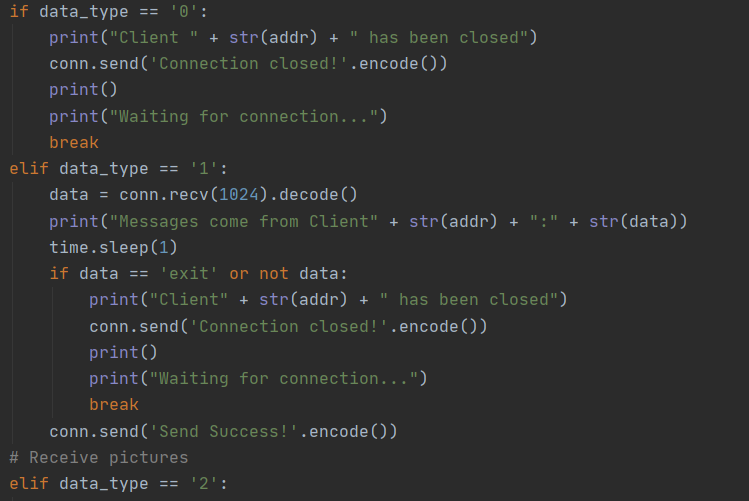 if data_type == '0':
    print("Client " + str(addr) + " has been closed")
    conn.send('Connection closed!'.encode())
    print()
    print("Waiting for connection...")
    break
elif data_type == '1':
    data = conn.recv(1024).decode()
    print("Messages come from Client" + str(addr) + ":" + str(data))
    time.sleep(1)
    if data == 'exit' or not data:
        print("Client" + str(addr) + " has been closed")
        conn.send('Connection closed!'.encode())
        print()
        print("Waiting for connection...")
        break
    conn.send('Send Success!'.encode())
# Receive pictures
elif data_type == '2':